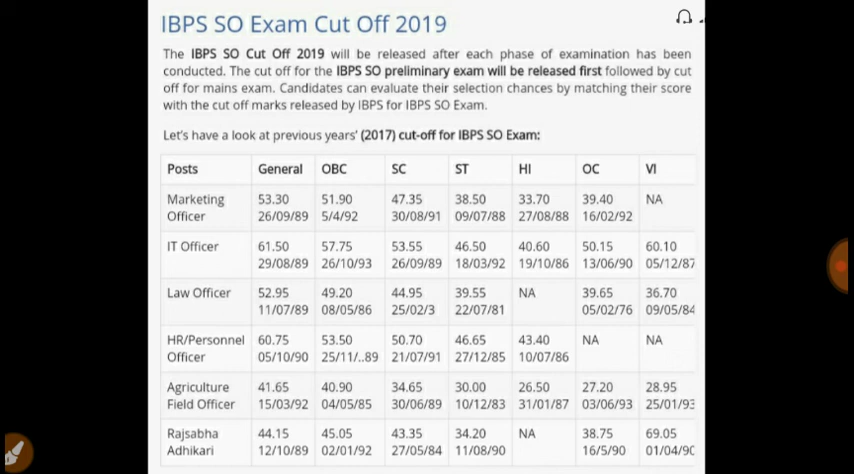 IBPS SO Exam Cut Off 2019
The IBPS SO Cut Off 2019 will be released after each phase of examination has been
conducted. The cut off for the IBPS SO preliminary exam will be released first followed by cut
off for mains exam. Candidates can evaluate their selection chances by matching their score
with the cut off marks released by IBPS for IBPS SO Exam.
Let's have a look at previous years' (2017) cut-off for IBPS SO Exam:
Posts General OBC SC ST HI OC VI
Marketing 53.30 51.90 47.35 38.50 33.70 39.40 NA
Officer 26/09/89 5/4/92 30/08/91 09/07/88 27/08/88 16/02/92
IT Officer 61.50 57.75 53.55 46.50 40.60 50.15 60.10
29/08/89 26/10/93 26/09/89 18/03/92 19/10/86 13/06/90 05/12/87
Law Officer 52.95 49.20 44.95 39.55 NA 39.65 36.70
11/07/89 08/05/86 25/02/3 22/07/81 05/02/76 09/05/84
HR/Personnel 60.75 53.50 50.70 46.65 43.40 NA NA
Officer 05/10/90 25/11/..89 21/07/91 27/12/85 10/07/86
Agriculture 41.65 40.90 34.65 30.00 26.50 27.20 28.95
Field Officer 15/03/92 04/05/85 30/06/89 10/12/83 31/01/87 03/06/93 25/01/93
Rajsabha 44.15 45.05 43.35 34.20 NA 38.75 69.05
Adhikari 12/10/89 02/01/92 27/05/84 11/08/90 16/5/90 01/04/90